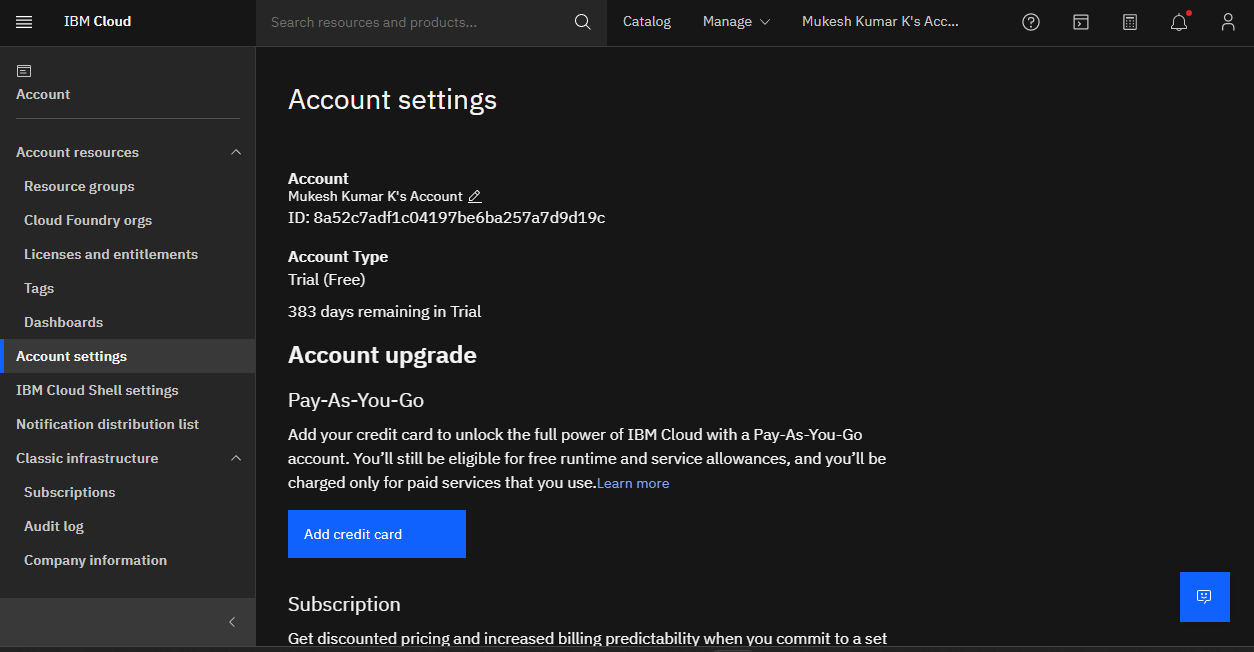 IBM Cloud
Search resources and products...
Catalog
Manage
Mukesh Kumar K's Acc...
Account
Account resources
Resource groups
Cloud Foundry orgs
Licenses and entitlements
Tags
Dashboards
Account settings
IBM Cloud Shell settings
Notification distribution list
Classic infrastructure
Subscriptions
Audit log
Company information
Account settings
Account
Mukesh Kumar K's Account
ID: 8a52c7adf1c04197be6ba257a7d9d19c
Account Type
Trial (Free)
383 days remaining in Trial
Account upgrade
Pay-As-You-Go
Add your credit card to unlock the full power of IBM Cloud with a Pay-As-You-Go
account. You’ll still be eligible for free runtime and service allowances, and you’ll be
charged only for paid services that you use.Learn more
Add credit card
Subscription
Get discounted pricing and increased billing predictability when you commit to a set